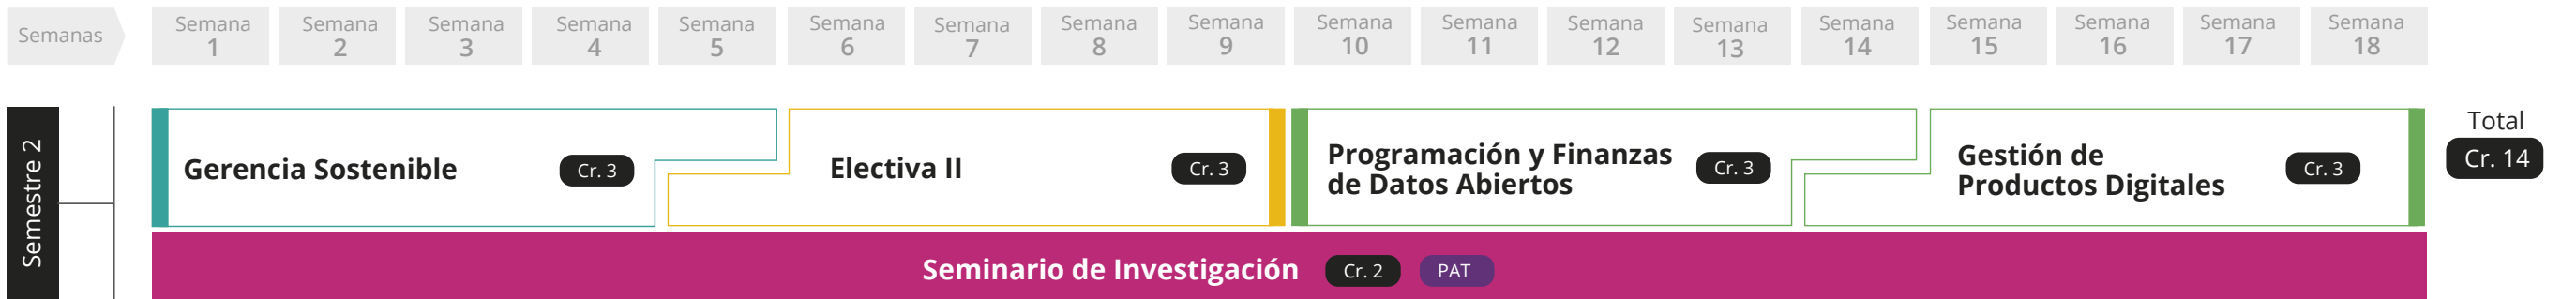 Semanas
Semana 1
Semana 2
Semana 3
Semana 4
Semana 5
Semana 6
Semana 7
Semana 8
Semana 9
Semana 10
Semana 11
Semana 12
Semana 13
Semana 14
Semana 15
Semana 16
Semana 17
Semana 18
Semestre 2
Gerencia Sostenible
Cr. 3
Electiva II
Cr. 3
Programación y Finanzas
de Datos Abiertos
Cr. 3
Gestión de
Productos Digitales
Cr. 3
Total
Cr. 14
Seminario de Investigación
Cr. 2
PAT